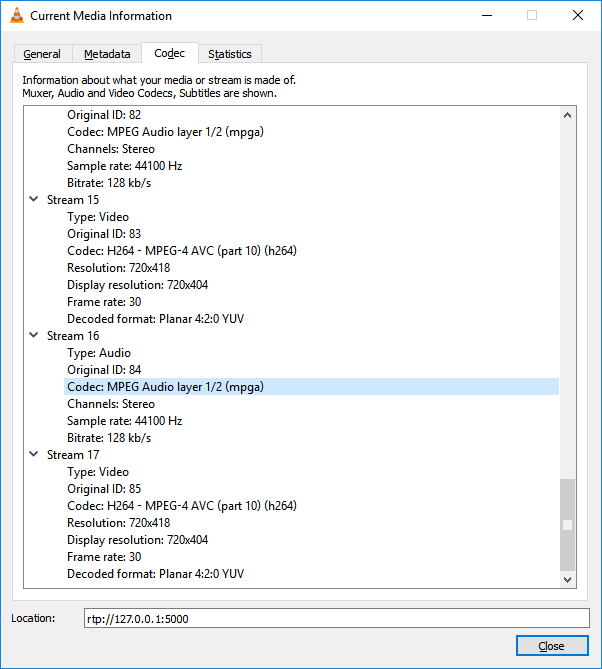 Current Media Information
General Metadata Codec Statistics
Information about what your media or stream is made of.
Muxer, Audio and Video Codecs, Subtitles are shown.
Original ID: 82
Codec: MPEG Audio layer 1/2 (mpga)
Channels: Stereo
Sample rate: 44100 Hz
Bitrate: 128 kb/s
Stream 15
Type: Video
Original ID: 83
Codec: H264 - MPEG-4 AVC (part 10) (h264)
Resolution: 720x418
Display resolution: 720x404
Frame rate: 30
Decoded format: Planar 4:2:0 YUV
Stream 16
Type: Audio
Original ID: 84
Codec: MPEG Audio layer 1/2 (mpga)
Channels: Stereo
Sample rate: 44100 Hz
Bitrate: 128 kb/s
Stream 17
Type: Video
Original ID: 85
Codec: H264 - MPEG-4 AVC (part 10) (h264)
Resolution: 720x418
Display resolution: 720x404
Frame rate: 30
Decoded format: Planar 4:2:0 YUV
Location: rtp://127.0.0.1:5000
Close